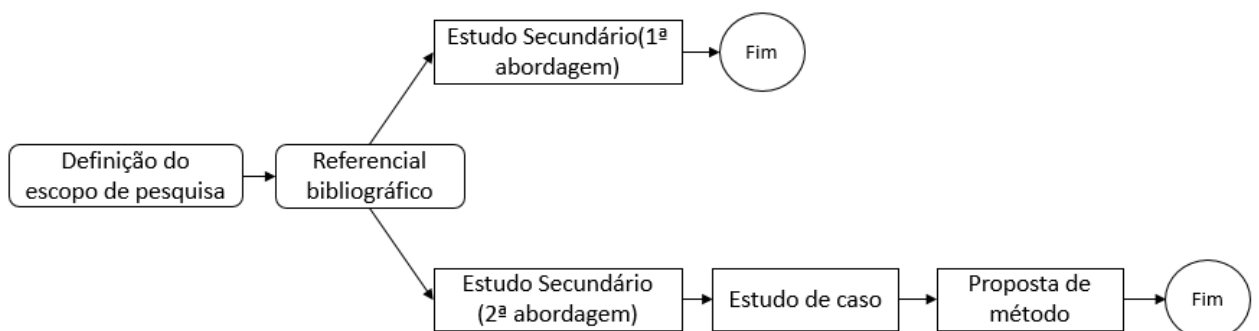 Estudo Secundário(1ª
abordagem)
Fim
Definição do
escopo de pesquisa
Referencial
bibliográfico
Estudo Secundário
(2ª abordagem)
Estudo de caso
Proposta de
método
Fim